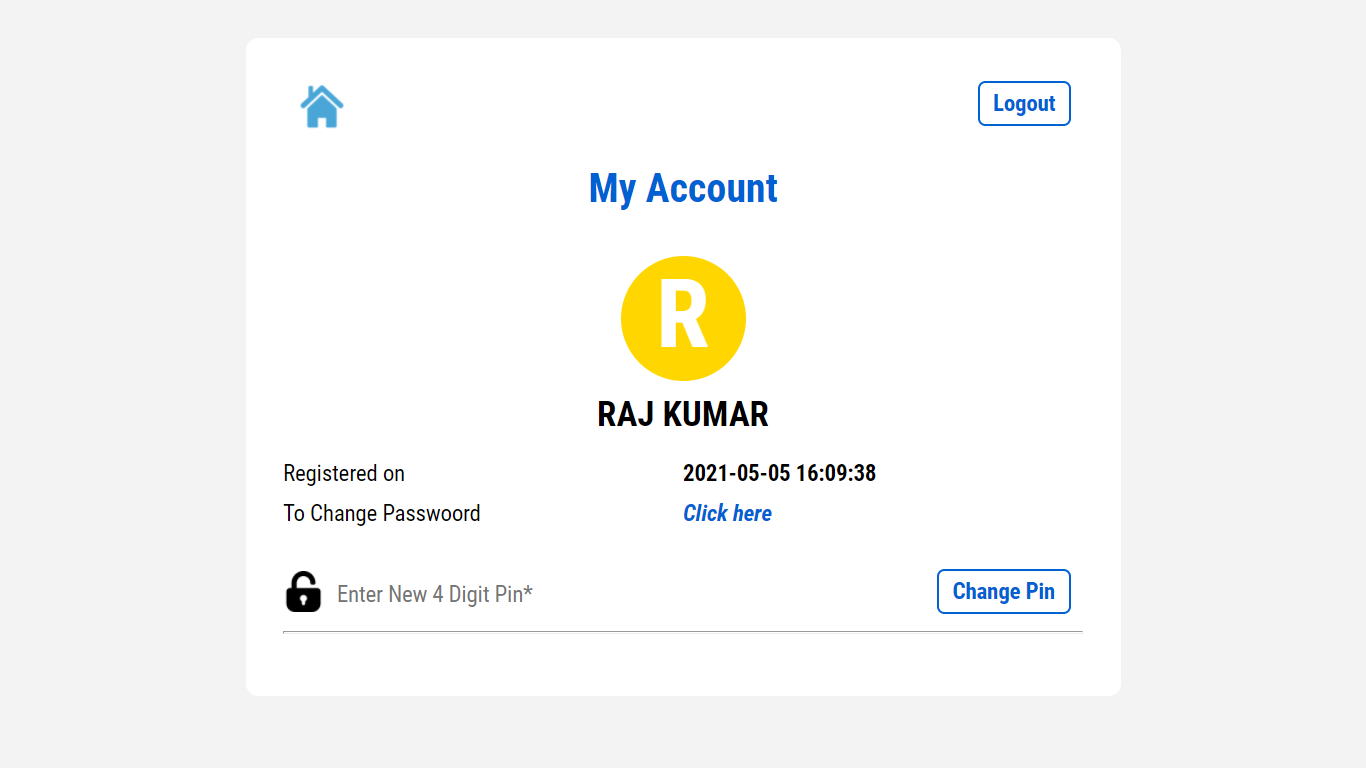 Logout
My Account
R
RAJ KUMAR
Registered on 2021-05-05 16:09:38
To Change Passwoord Click here
Enter New 4 Digit Pin* Change Pin